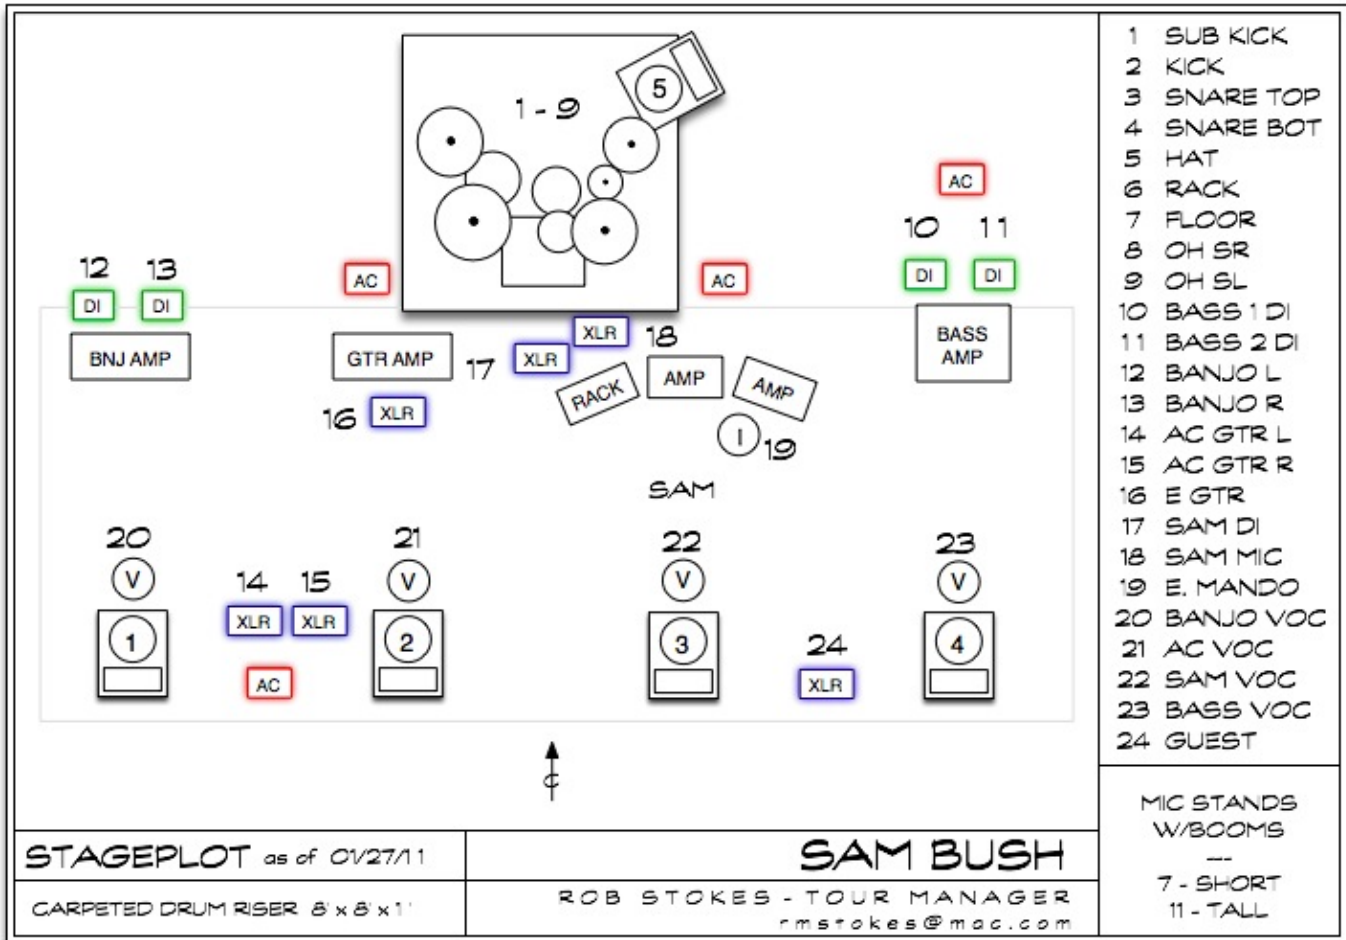 5
1 - 9
AC
10 11
12 13
DI DI
AC
AC
DI DI
BNJ AMP
GTR AMP
17
XLR
XLR
18
BASS
AMP
RACK
AMP
AMP
16
XLR
I
19
SAM
20
21
22
23
V
V
V
V
14 15
XLR XLR
24
1
2
3
4
AC
XLR
C
1 SUB KICK
2 KICK
3 SNARE TOP
4 SNARE BOT
5 HAT
6 RACK
7 FLOOR
8 OH SR
9 OH SL
10 BASS 1 DI
11 BASS 2 DI
12 BANJO L
13 BANJO R
14 AC GTR L
15 AC GTR R
16 E GTR
17 SAM DI
18 SAM MIC
19 E. MANDO
20 BANJO VOC
21 AC VOC
22 SAM VOC
23 BASS VOC
24 GUEST
MIC STANDS
W/BOOMS
---
7 - SHORT
11 - TALL
STAGEPLOT as of 01/27/11
CARPETED DRUM RISER 8' x 8' x 1'
SAM BUSH
ROB STOKES - TOUR MANAGER
rmstokes@mac.com